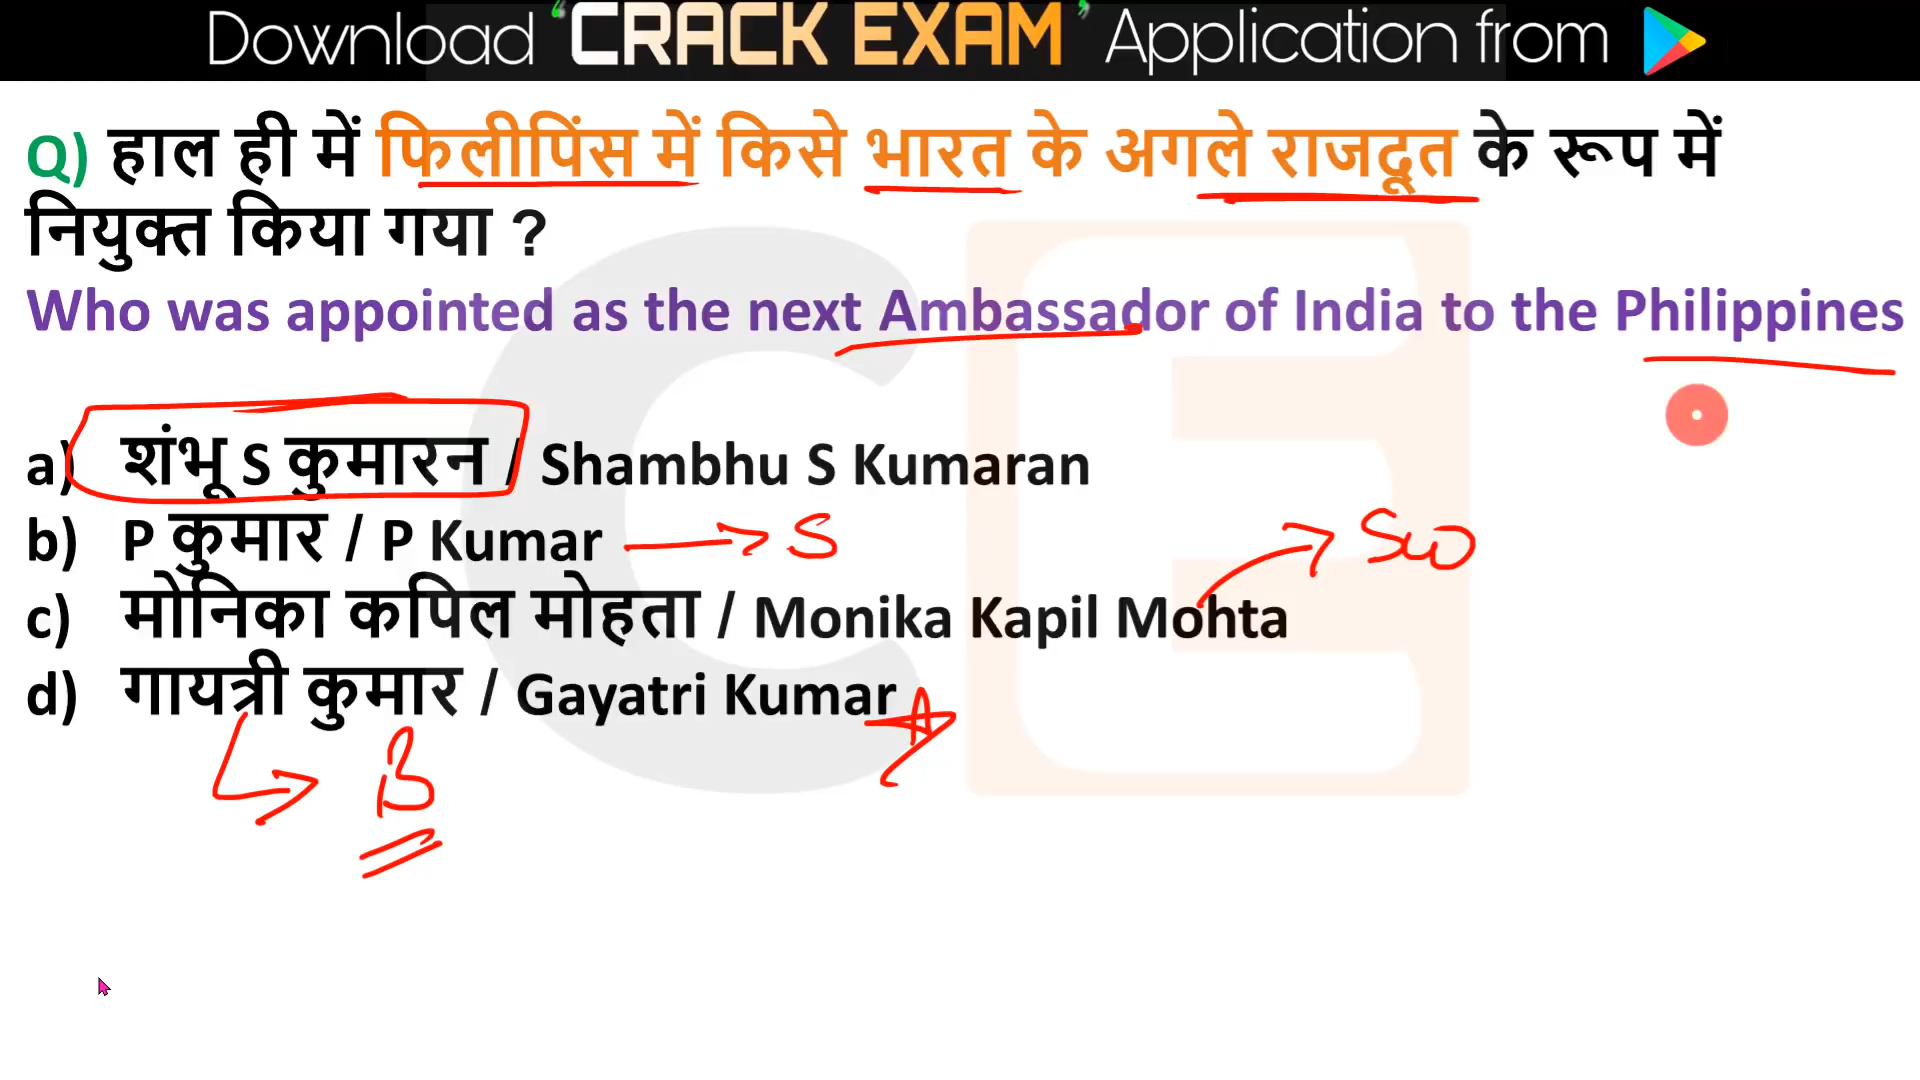 Download ‘CRACK EXAM’ Application from
Q) हाल ही में फिलीपिंस में किसे भारत के अगले राजदूत के रूप में
नियुक्त किया गया ?
Who was appointed as the next Ambassador of India to the Philippines
a) शंभू S कुमारन / Shambhu S Kumaran
b) P कुमार / P Kumar → S
c) मोनिका कपिल मोहता / Monika Kapil Mohta → Sw
d) गायत्री कुमार / Gayatri Kumar
B